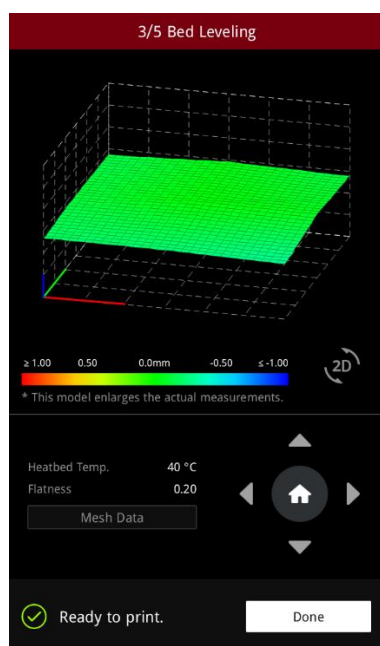 3/5 Bed Leveling
≥ 1.00 0.50 0.0mm -0.50 ≤ -1.00
2D
* This model enlarges the actual measurements.
Heatbed Temp. 40 °C
Flatness 0.20
Mesh Data
Ready to print.
Done